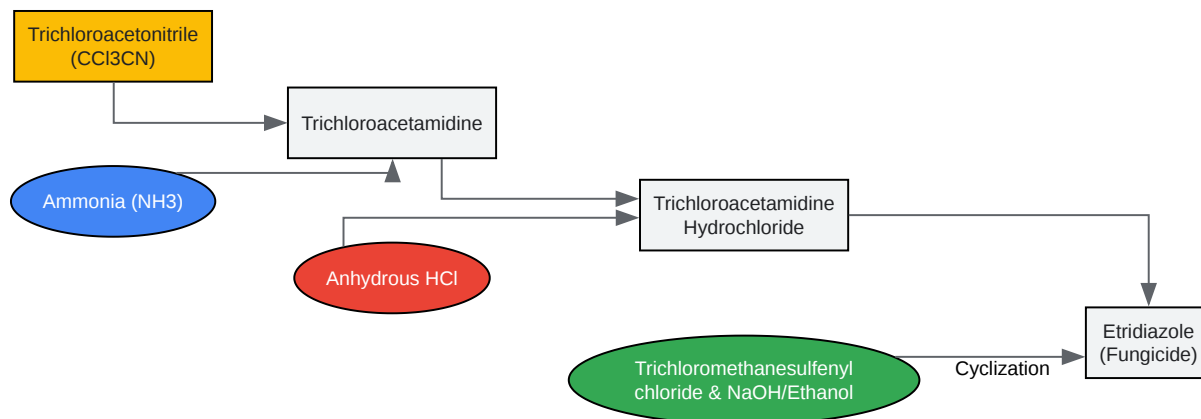 Trichloroacetonitrile
(CCl3CN)
Trichloroacetamidine
Ammonia (NH3)
Trichloroacetamidine
Hydrochloride
Anhydrous HCl
Etridiazole
(Fungicide)
Trichloromethanesulfenyl
chloride & NaOH/Ethanol
Cyclization